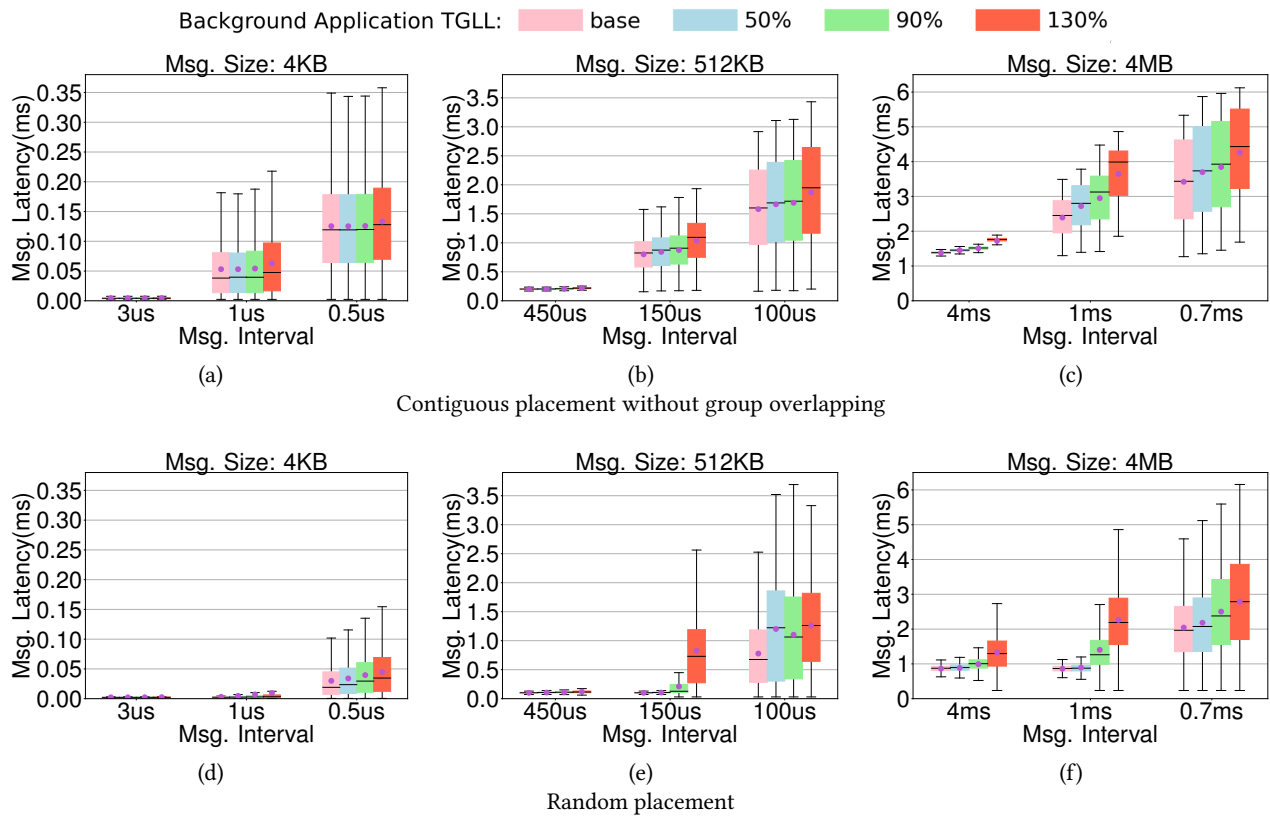 Background Application TGLL: base 50% 90% 130%
Msg. Size: 4KB
Msg. Latency(ms)
0.35
0.30
0.25
0.20
0.15
0.10
0.05
0.00
3us 1us 0.5us
Msg. Interval
(a)
Msg. Size: 512KB
Msg. Latency(ms)
3.5
3.0
2.5
2.0
1.5
1.0
0.5
0.0
450us 150us 100us
Msg. Interval
(b)
Msg. Size: 4MB
Msg. Latency(ms)
6
5
4
3
2
1
0
4ms 1ms 0.7ms
Msg. Interval
(c)
Contiguous placement without group overlapping
Msg. Size: 4KB
Msg. Latency(ms)
0.35
0.30
0.25
0.20
0.15
0.10
0.05
0.00
3us 1us 0.5us
Msg. Interval
(d)
Msg. Size: 512KB
Msg. Latency(ms)
3.5
3.0
2.5
2.0
1.5
1.0
0.5
0.0
450us 150us 100us
Msg. Interval
(e)
Msg. Size: 4MB
Msg. Latency(ms)
6
5
4
3
2
1
0
4ms 1ms 0.7ms
Msg. Interval
(f)
Random placement